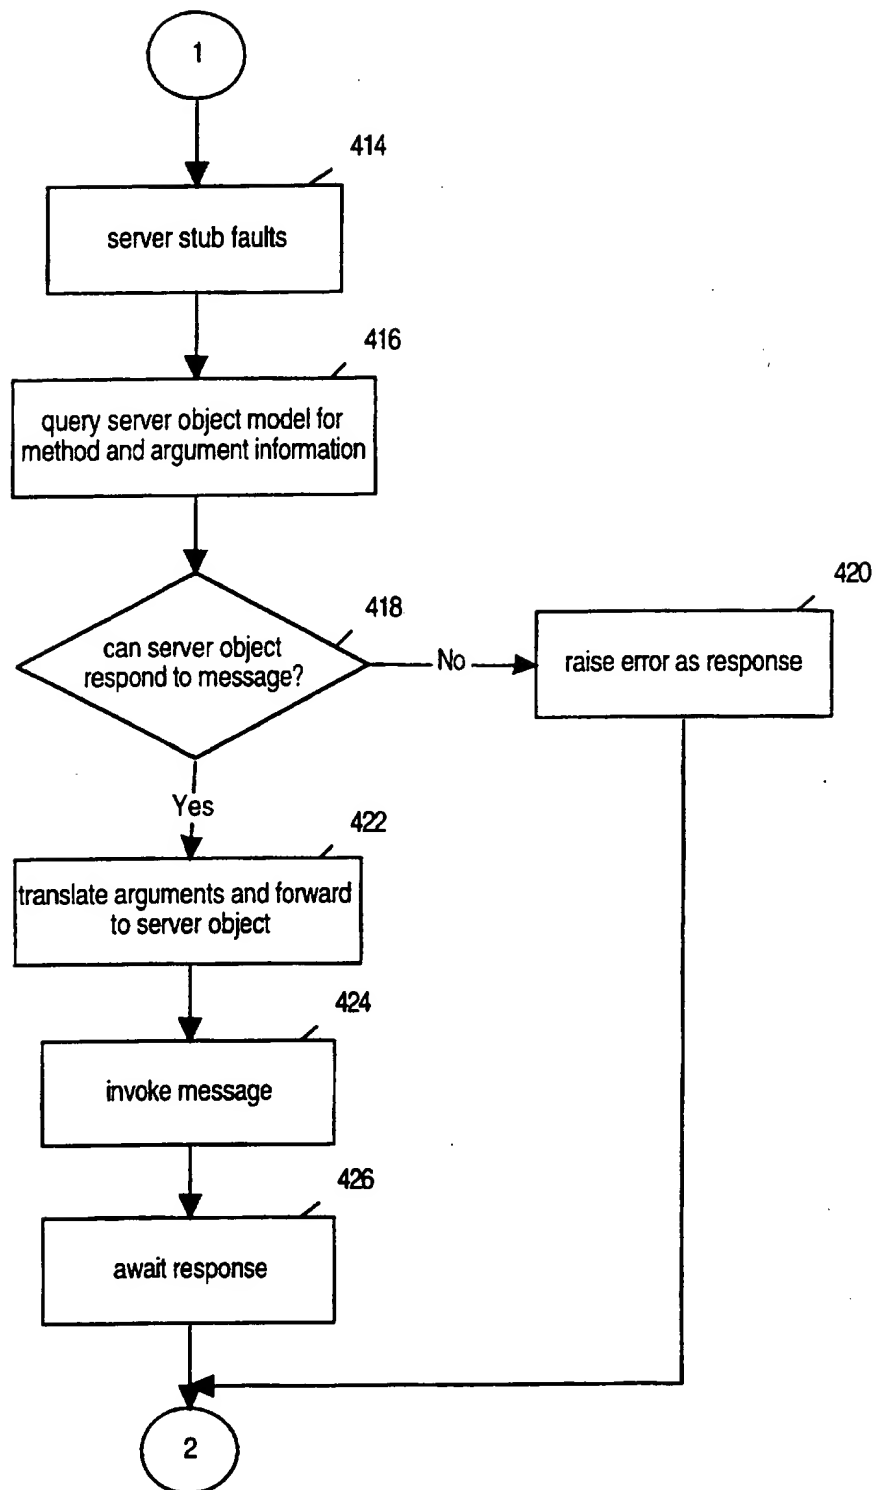 1
414
server stub faults
416
query server object model for
method and argument information
418
can server object
respond to message?
No
420
raise error as response
Yes
422
translate arguments and forward
to server object
424
invoke message
426
await response
2